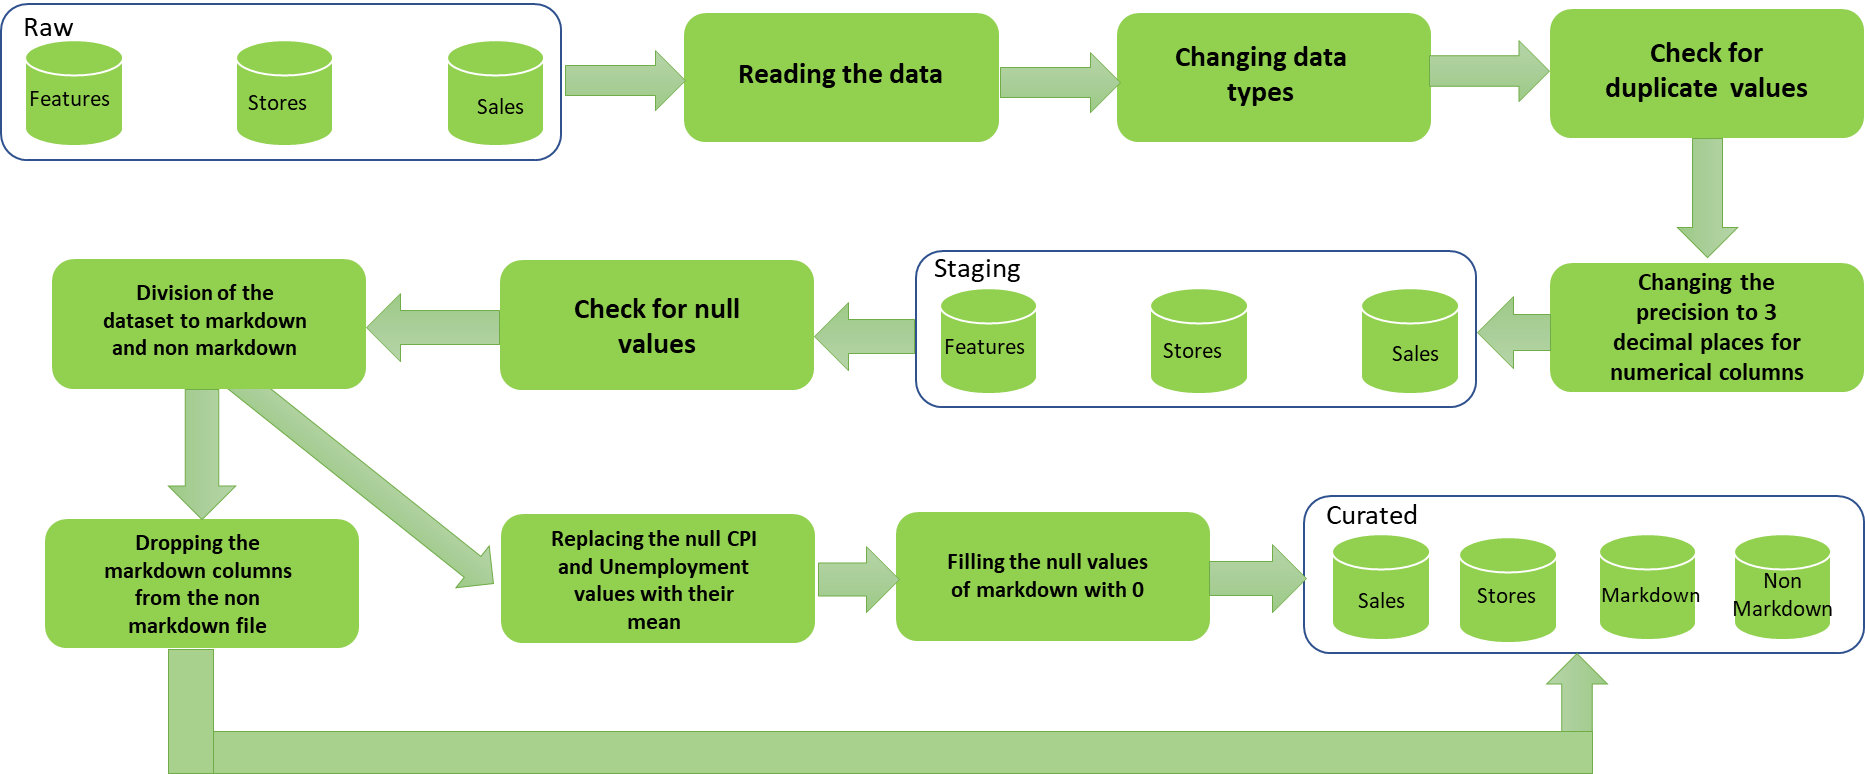 Raw
Features
Stores
Sales
Reading the data
Changing data
types
Check for
duplicate values
Division of the
dataset to markdown
and non markdown
Check for null
values
Staging
Features
Stores
Sales
Changing the
precision to 3
decimal places for
numerical columns
Dropping the
markdown columns
from the non
markdown file
Replacing the null CPI
and Unemployment
values with their
mean
Filling the null values
of markdown with 0
Curated
Sales
Stores
Markdown
Non
Markdown